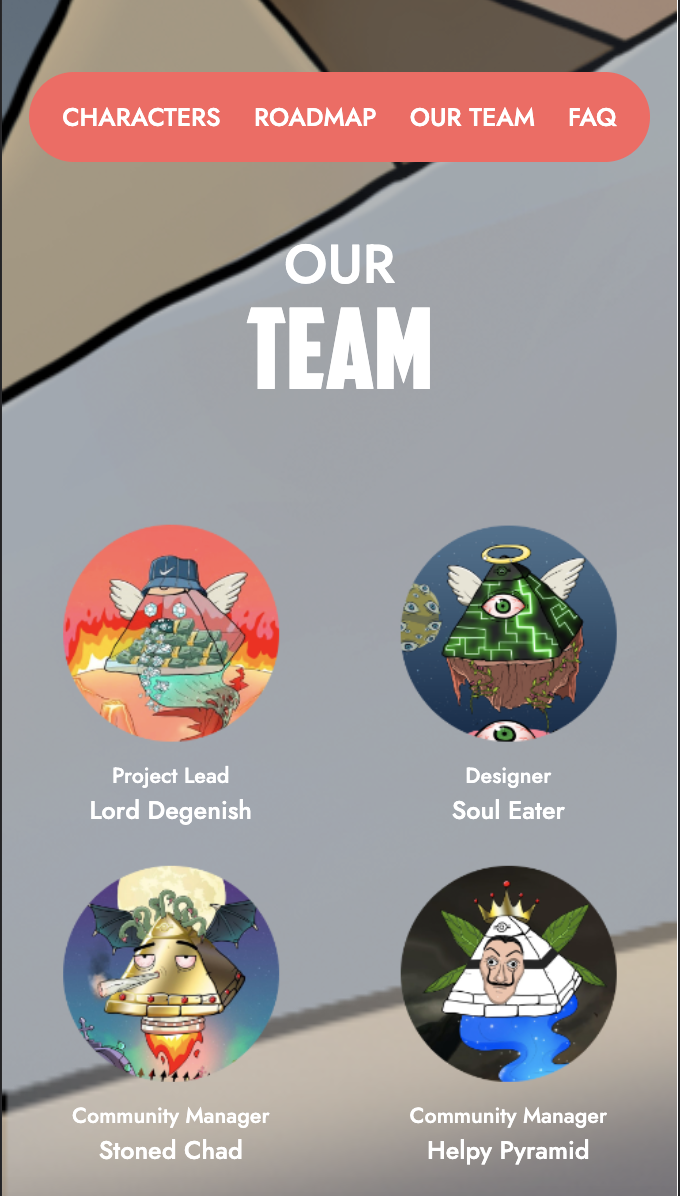 CHARACTERS ROADMAP OUR TEAM FAQ
OUR
TEAM
Project Lead
Lord Degenish
Designer
Soul Eater
Community Manager
Stoned Chad
Community Manager
Helpy Pyramid